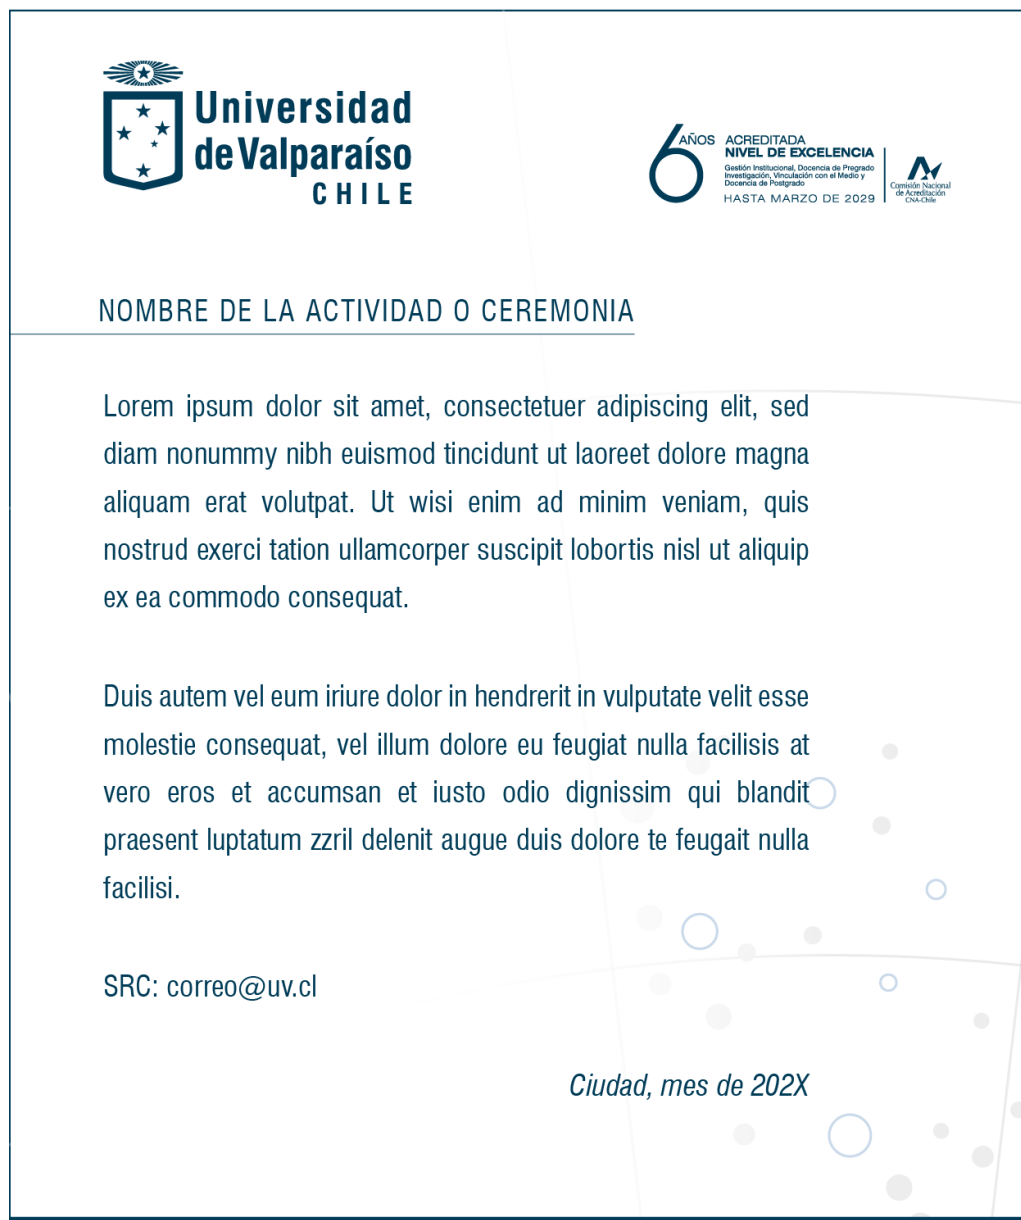 Universidad
de Valparaíso
CHILE
6 AÑOS ACREDITADA
NIVEL DE EXCELENCIA
Gestión Institucional, Docencia de Pregrado
Investigación, Vinculación con el Medio y
Docencia de Postgrado
HASTA MARZO DE 2029
Comisión Nacional
de Acreditación
CNA-Chile
NOMBRE DE LA ACTIVIDAD O CEREMONIA
Lorem ipsum dolor sit amet, consectetuer adipiscing elit, sed
diam nonummy nibh euismod tincidunt ut laoreet dolore magna
aliquam erat volutpat. Ut wisi enim ad minim veniam, quis
nostrud exerci tation ullamcorper suscipit lobortis nisl ut aliquip
ex ea commodo consequat.
Duis autem vel eum iriure dolor in hendrerit in vulputate velit esse
molestie consequat, vel illum dolore eu feugiat nulla facilisis at
vero eros et accumsan et iusto odio dignissim qui blandit
praesent luptatum zzril delenit augue duis dolore te feugait nulla
facilisi.
SRC: correo@uv.cl
Ciudad, mes de 202X